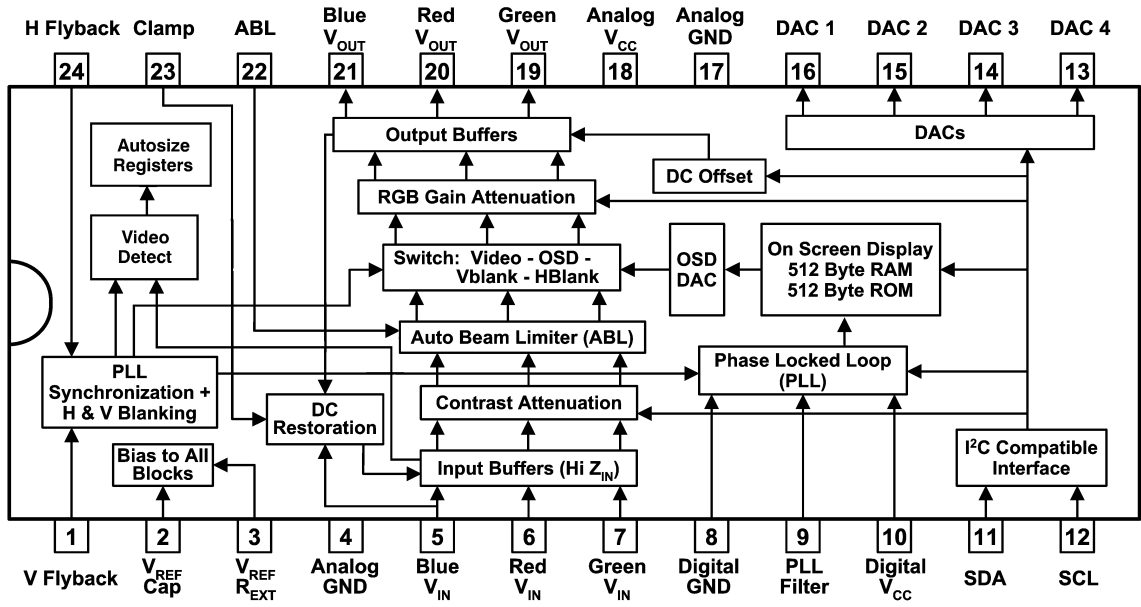 H Flyback
Clamp
ABL
Blue
VOUT
Red
VOUT
Green
VOUT
Analog
VCC
Analog
GND
DAC 1
DAC 2
DAC 3
DAC 4
24
23
22
21
20
19
18
17
16
15
14
13
Autosize
Registers
Output Buffers
DACs
DC Offset
RGB Gain Attenuation
Video
Detect
Switch: Video - OSD -
Vblank - HBlank
OSD
DAC
On Screen Display
512 Byte RAM
512 Byte ROM
Auto Beam Limiter (ABL)
PLL
Synchronization +
H & V Blanking
Phase Locked Loop
(PLL)
DC
Restoration
Contrast Attenuation
Bias to All
Blocks
Input Buffers (Hi ZIN)
I2C Compatible
Interface
1
2
3
4
5
6
7
8
9
10
11
12
V Flyback
VREF
Cap
VREF
REXT
Analog
GND
Blue
VIN
Red
VIN
Green
VIN
Digital
GND
PLL
Filter
Digital
VCC
SDA
SCL